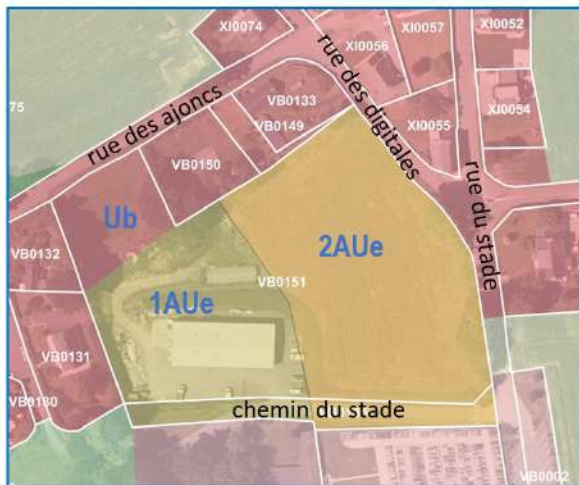 XI0074
XI0052
XI0057
XI0056
75
VB0133
rue des digitales
XI0054
rue des ajoncs
VB0149
XI0055
VB0150
rue du stade
Ub
2AUe
VB0132
VB0151
1AUe
VB0131
VB0130
chemin du stade
VB0002